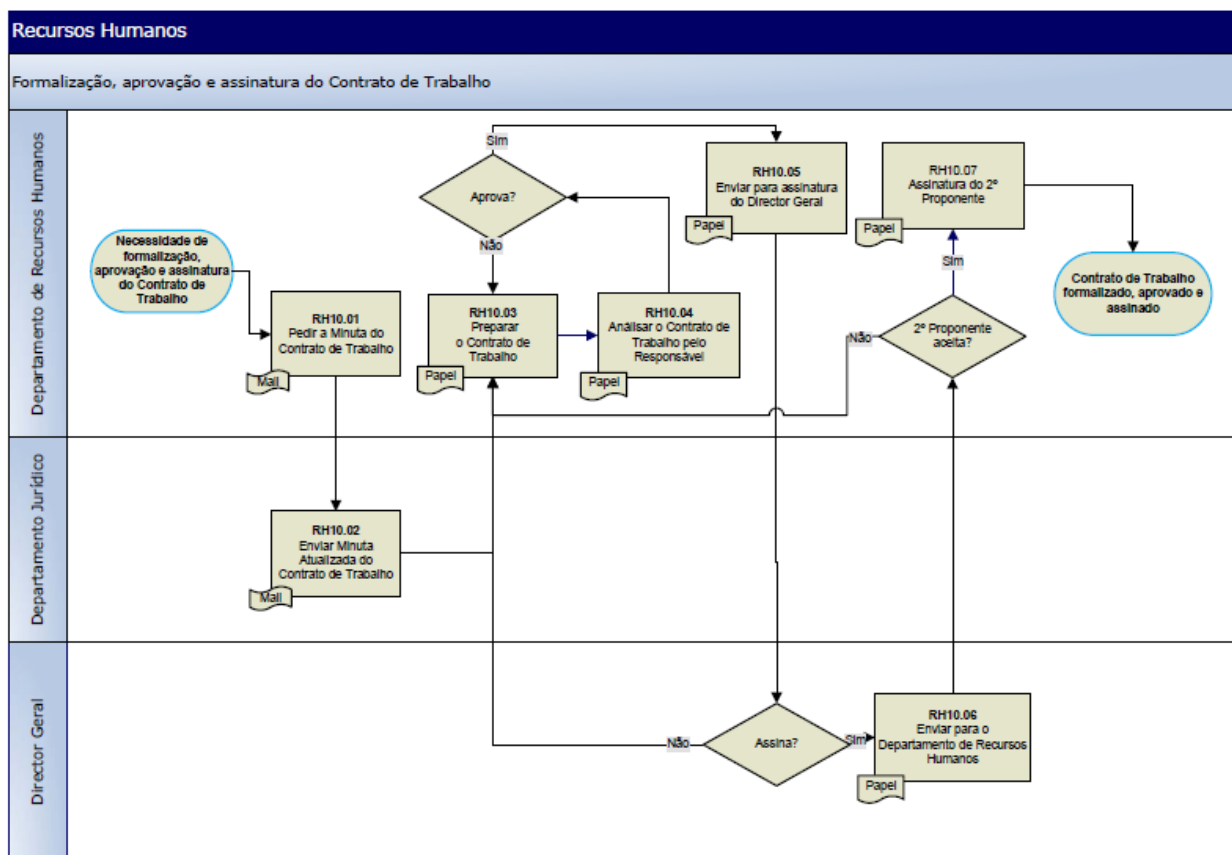 Recursos Humanos
Formalização, aprovação e assinatura do Contrato de Trabalho
Departamento de Recursos Humanos
Necessidade de
formalização,
aprovação e assinatura
do Contrato de
Trabalho
RH10.01
Pedir a Minuta do
Contrato de Trabalho
Mail
Sim
Aprova?
Não
RH10.03
Preparar
o Contrato de
Trabalho
Papel
RH10.04
Análisar o Contrato de
Trabalho pelo
Responsável
Papel
RH10.05
Enviar para assinatura
do Director Geral
Papel
RH10.07
Assinatura do 2º
Proponente
Papel
Sim
2º Proponente
aceita?
Não
Contrato de Trabalho
formalizado, aprovado e
assinado
Departamento Jurídico
RH10.02
Enviar Minuta
Atualizada do
Contrato de Trabalho
Mail
Director Geral
Não
Assina?
Sim
RH10.06
Enviar para o
Departamento de Recursos
Humanos
Papel